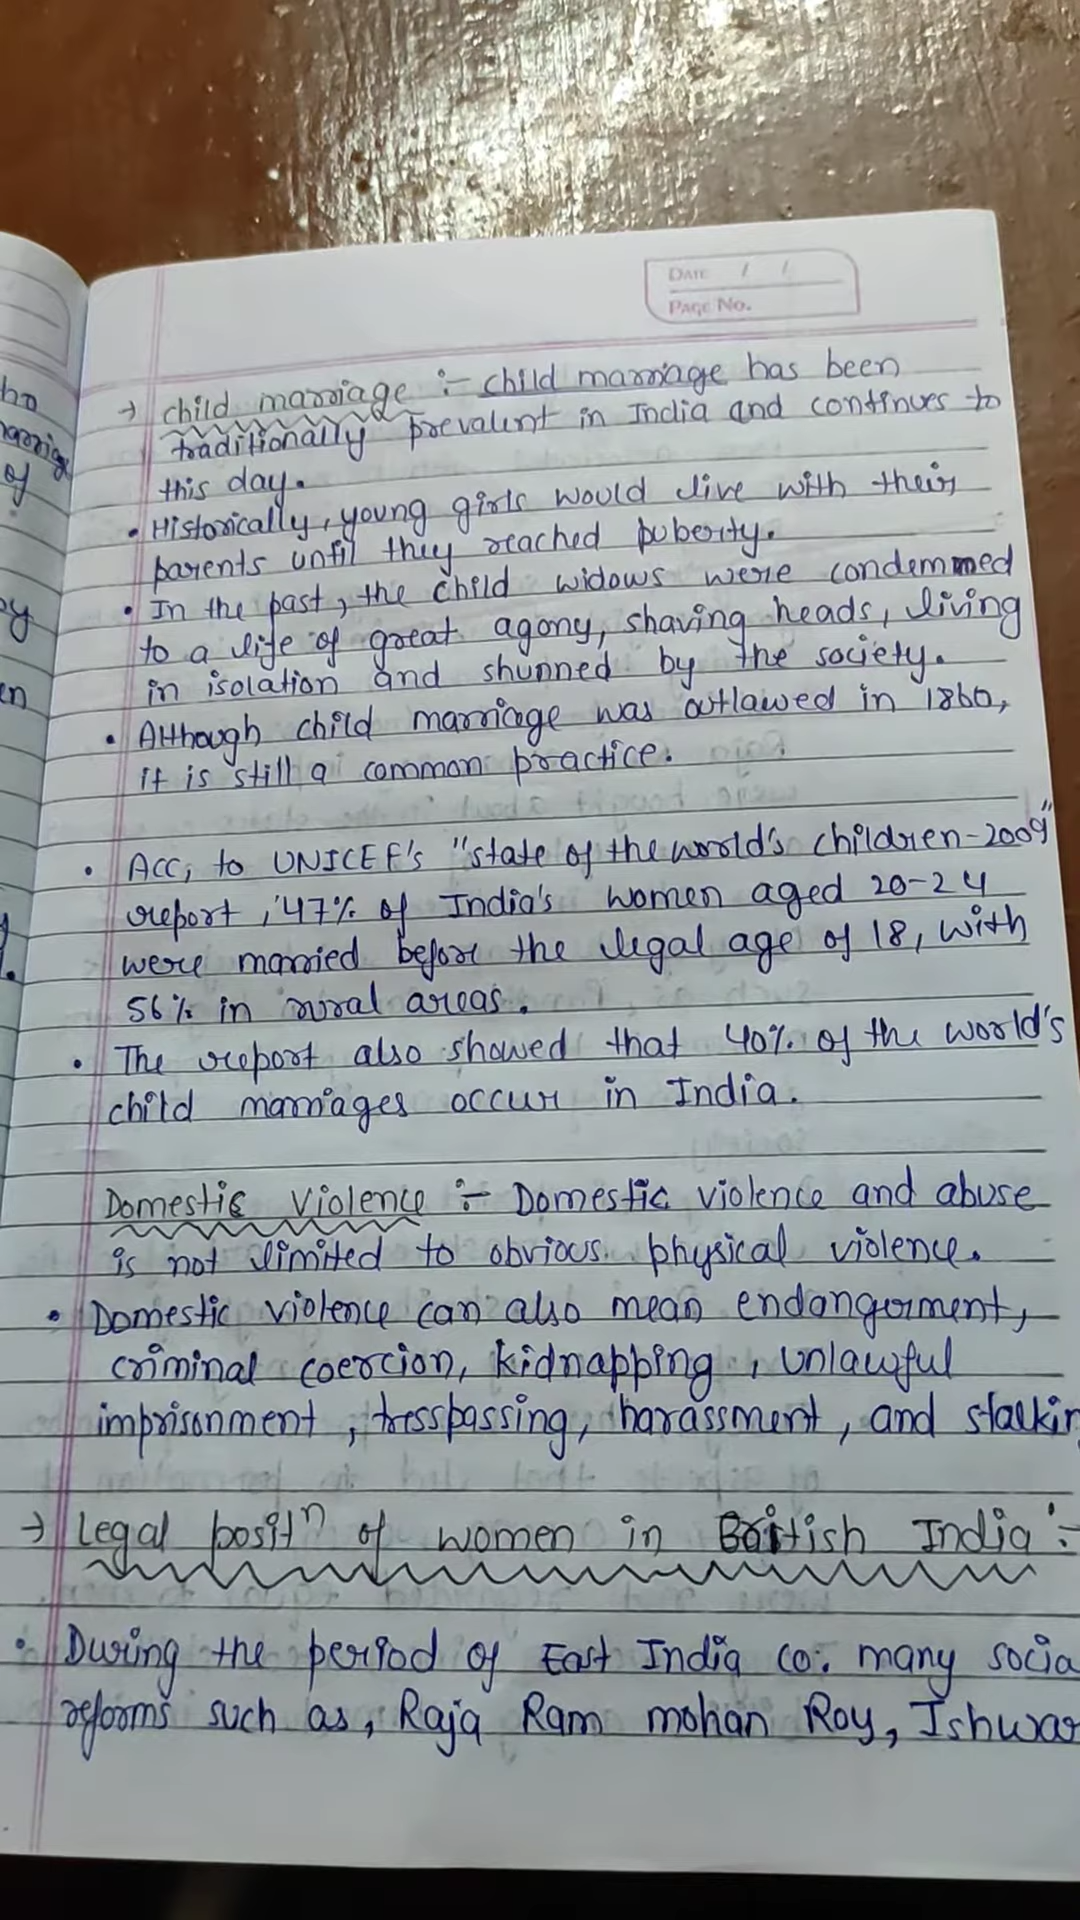 DATE / /
PAGE No.
→ child marriage :- child marriage has been
traditionally prevalent in India and continues to
this day.
• Historically, young girls would live with their
parents until they reached puberty.
• In the past, the child widows were condemmed
to a life of great agony, shaving heads, living
in isolation and shunned by the society.
• Although child marriage was outlawed in 1860,
it is still a common practice.
• Acc, to UNICEF's "state of the world's children-2009"
report, 47% of India's women aged 20-24
were married before the legal age of 18, with
56% in rural areas.
• The report also showed that 40% of the world's
child marriages occur in India.
Domestic Violence :- Domestic violence and abuse
is not limited to obvious physical violence.
• Domestic violence can also mean endangerment,
criminal coercion, kidnapping, unlawful
imprisonment, tresspassing, harassment, and stalkin
→ Legal positⁿ of women in British India :-
• During the period of East India co. many socia
reforms such as, Raja Ram mohan Roy, Ishwar
of
en